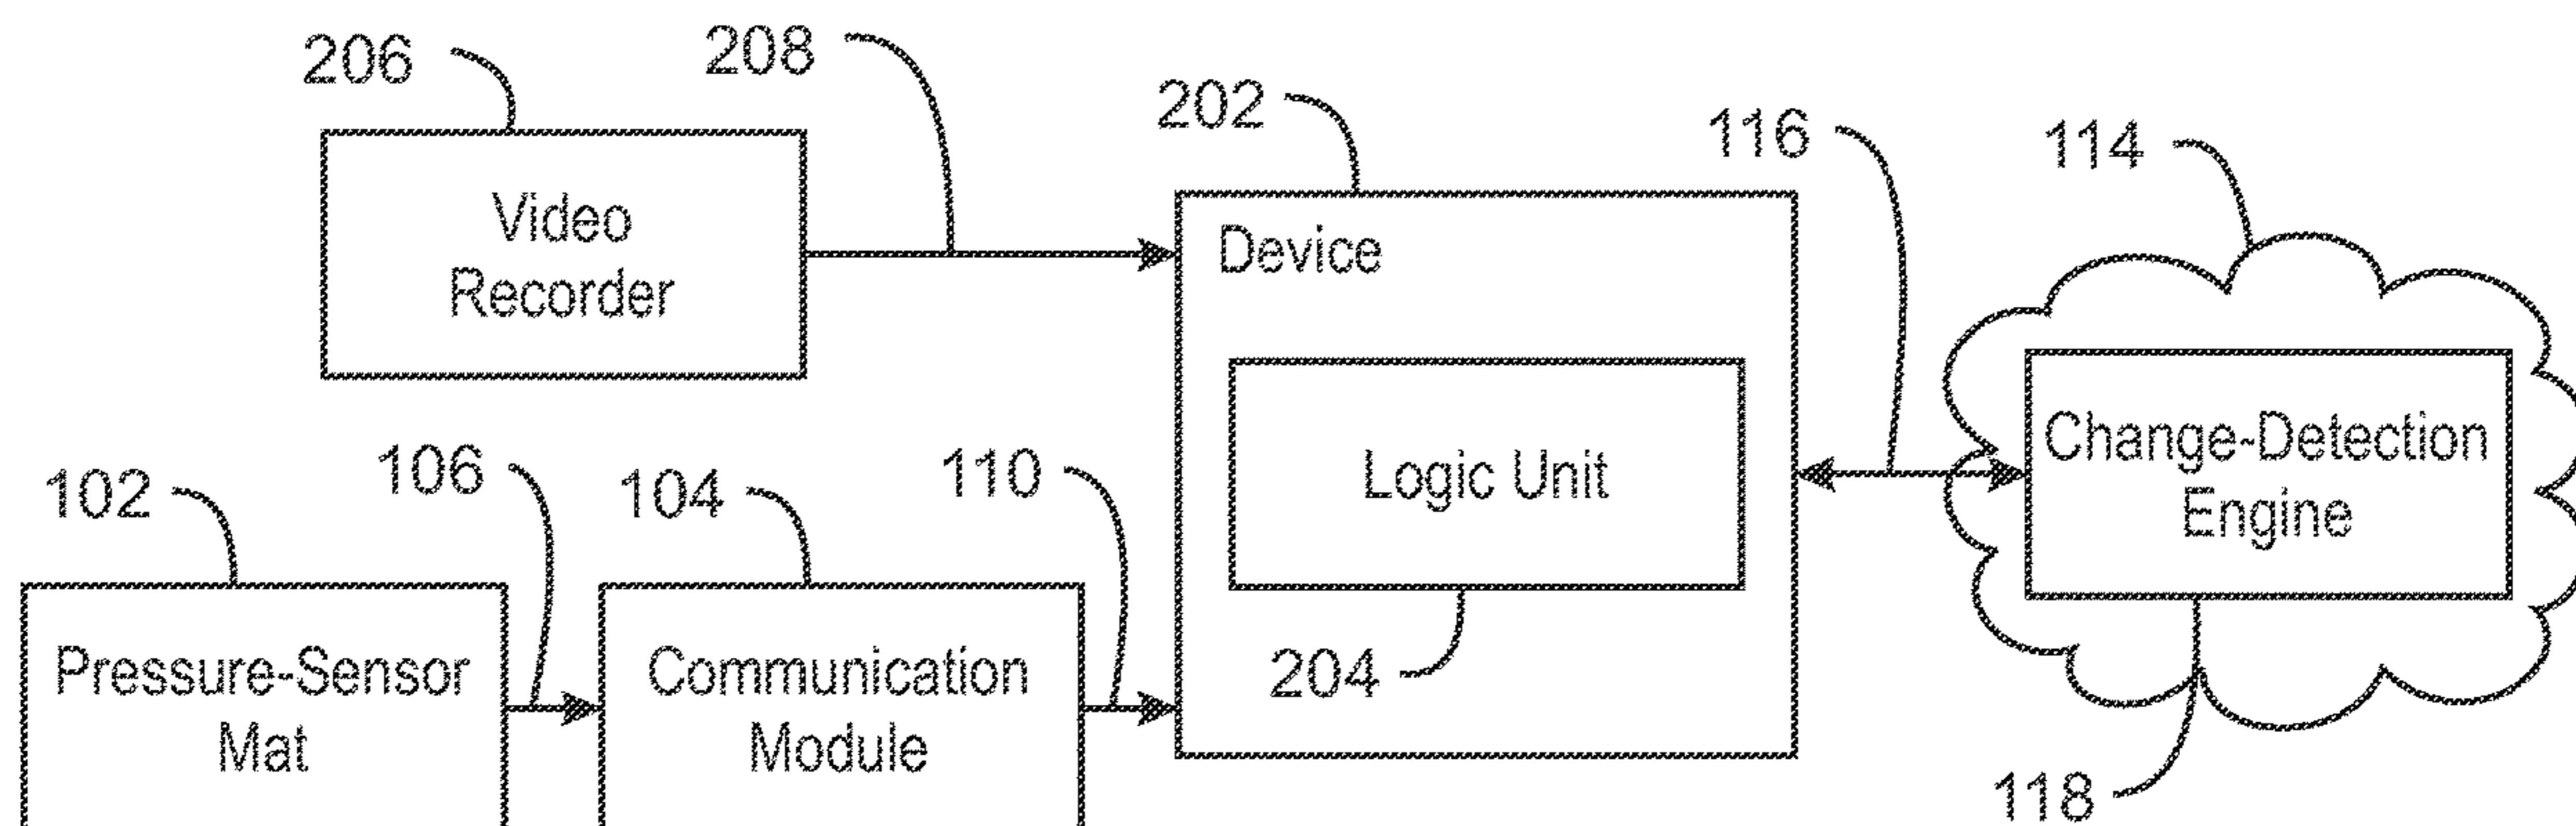 206
208
202
116
114
Video
Recorder
Device
102
106
104
110
Logic Unit
Change-Detection
Engine
Pressure-Sensor
Mat
Communication
Module
204
118